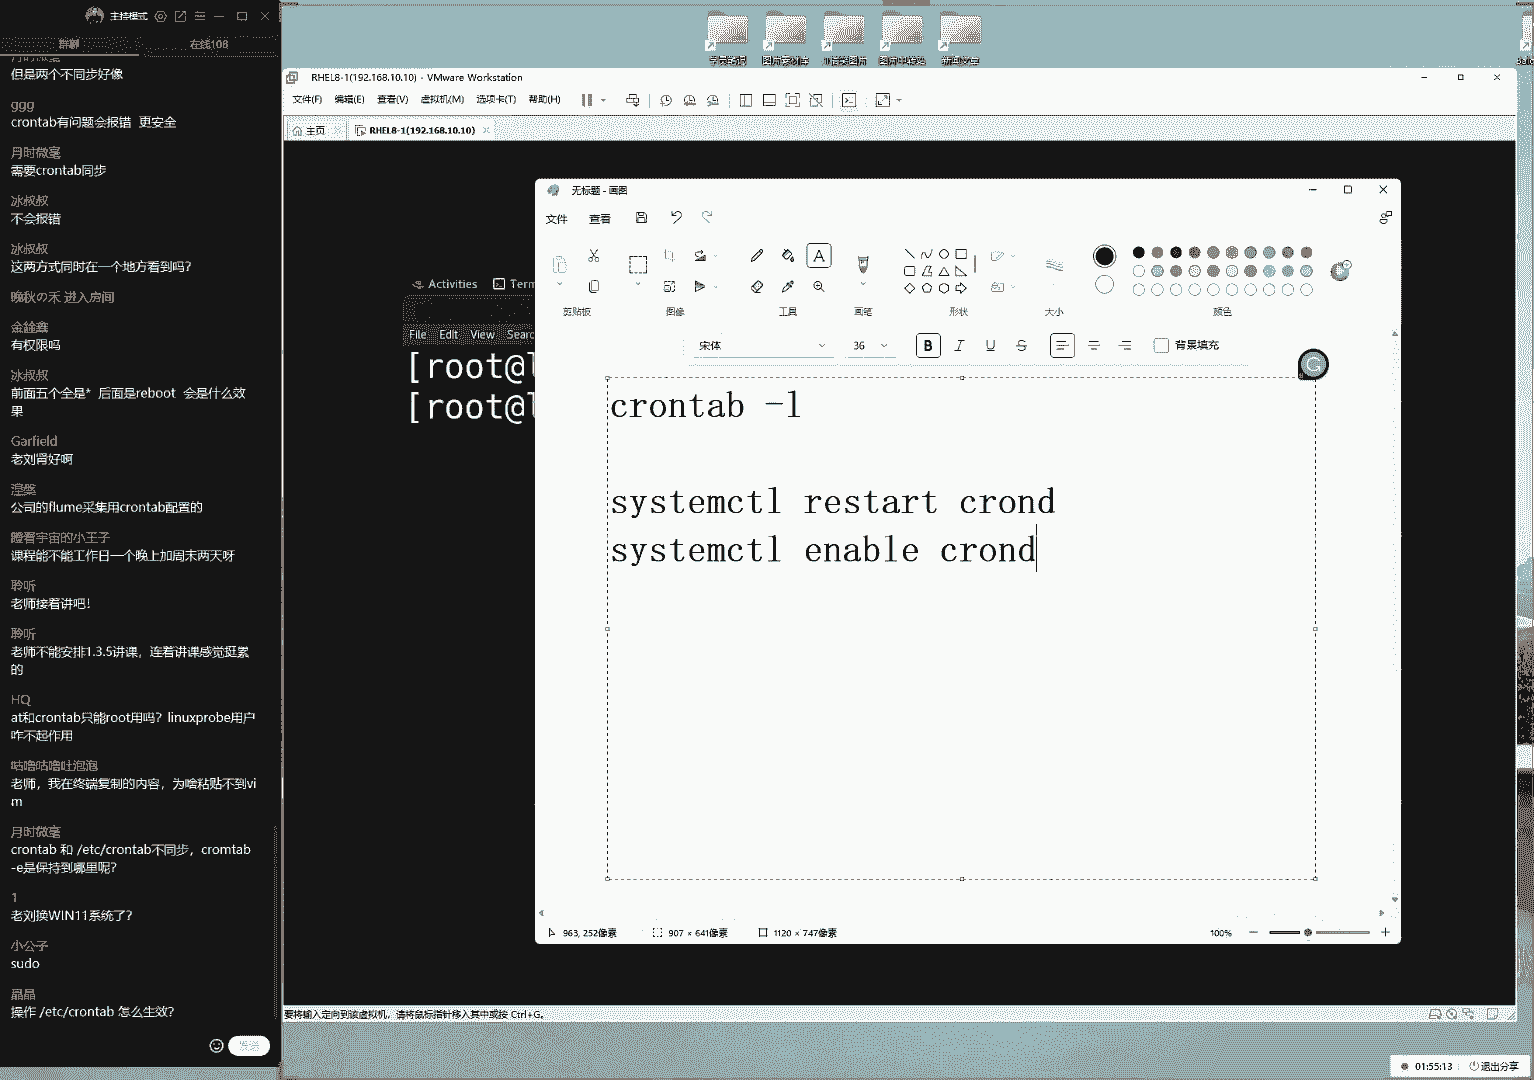 主持模式
群聊
在线106
但是两个不同步好像
ggg
crontab有问题会报错 更安全
月时微毫
需要crontab同步
冰叔叔
不会报错
冰叔叔
这两方式同时在一个地方看到吗?
晚秋の禾 进入房间
有权限吗
冰叔叔
前面五个全是* 后面是reboot 会是什么效
果
Garfield
老刘肾好啊
公司的flume采集用crontab配置的
瞪着宇宙的小王子
课程能不能工作日一个晚上加周末两天呀
聆听
老师接着讲吧!
聆听
老师不能安排1.3.5讲课,连着讲课感觉挺累
的
HQ
at和crontab只能root用吗? linuxprobe用户
咋不起作用
咕噜咕噜吐泡泡
老师,我在终端复制的内容,为啥粘贴不到vi
m
月时微毫
crontab 和 /etc/crontab不同步,cromtab
-e是保持到哪里呢?
1
老刘换WIN11系统了?
小公子
sudo
晶晶
操作 /etc/crontab 怎么生效?
发送
RHEL8-1(192.168.10.10) - VMware Workstation
文件(F) 编辑(E) 查看(V) 虚拟机(M) 选项卡(T) 帮助(H)
主页 RHEL8-1(192.168.10.10)
Activities
File Edit View
[root@
[root@
无标题 - 画图
文件 查看
A
剪贴板 图像 工具 画笔 形状 大小 颜色
宋体 36 B I U S 背景填充
G
crontab -l
systemctl restart crond
systemctl enable crond
963, 252像素 907 × 641像素 1120 × 747像素 100%
要将输入定向到该虚拟机,请将鼠标指针移入其中或按 Ctrl+G。
01:55:13 退出分享